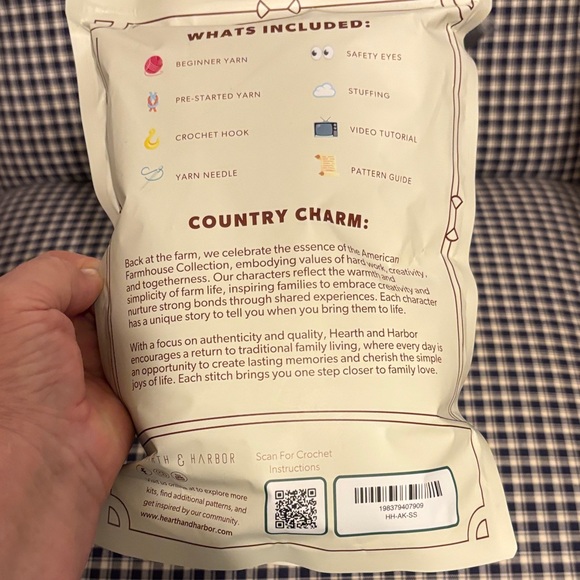 WHATS INCLUDED:
BEGINNER YARN
SAFETY EYES
PRE-STARTED YARN
STUFFING
CROCHET HOOK
VIDEO TUTORIAL
YARN NEEDLE
PATTERN GUIDE
COUNTRY CHARM:
Back at the farm, we celebrate the essence of the American
Farmhouse Collection, embodying values of hard work, creativity,
and togetherness. Our characters reflect the warmth and
simplicity of farm life, inspiring families to embrace creativity and
nurture strong bonds through shared experiences. Each character
has a unique story to tell you when you bring them to life.
With a focus on authenticity and quality, Hearth and Harbor
encourages a return to traditional family living, where every day is
an opportunity to create lasting memories and cherish the simple
joys of life. Each stitch brings you one step closer to family love.
& HARBOR
Scan For Crochet
Instructions
online at to explore more
kits, find additional patterns, and
get inspired by our community.
www.hearthandharbor.com
198379407909
HH-AK-SS